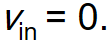 v_in = 0.